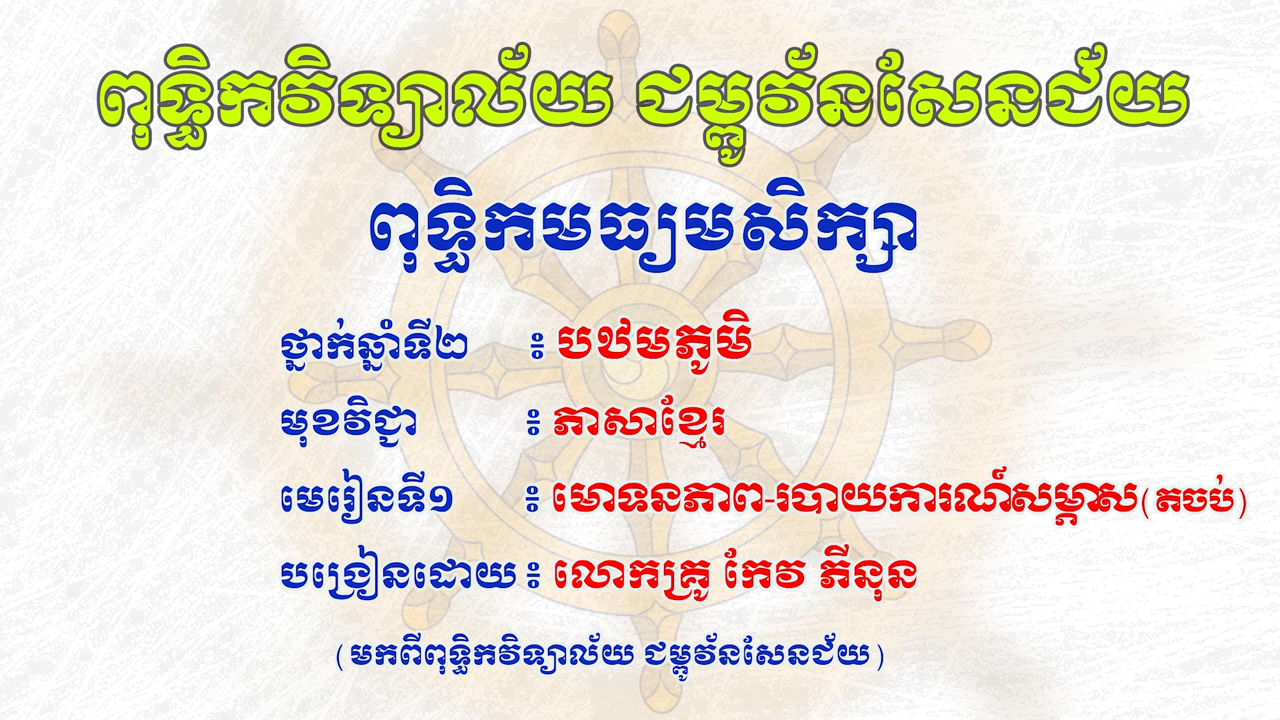 ពុទ្ធិកវិទ្យាល័យ ជម្ពូវ័នសែនជ័យ
ពុទ្ធិកមធ្យមសិក្សា
ថ្នាក់ឆ្នាំទី២ ៖ បឋមភូមិ
មុខវិជ្ជា ៖ ភាសាខ្មែរ
មេរៀនទី១ ៖ មោទនភាព-របាយការណ៍សម្ភាស(តចប់)
បង្រៀនដោយ ៖ លោកគ្រូ កែវ ភីនុន
(មកពីពុទ្ធិកវិទ្យាល័យ ជម្ពូវ័នសែនជ័យ)